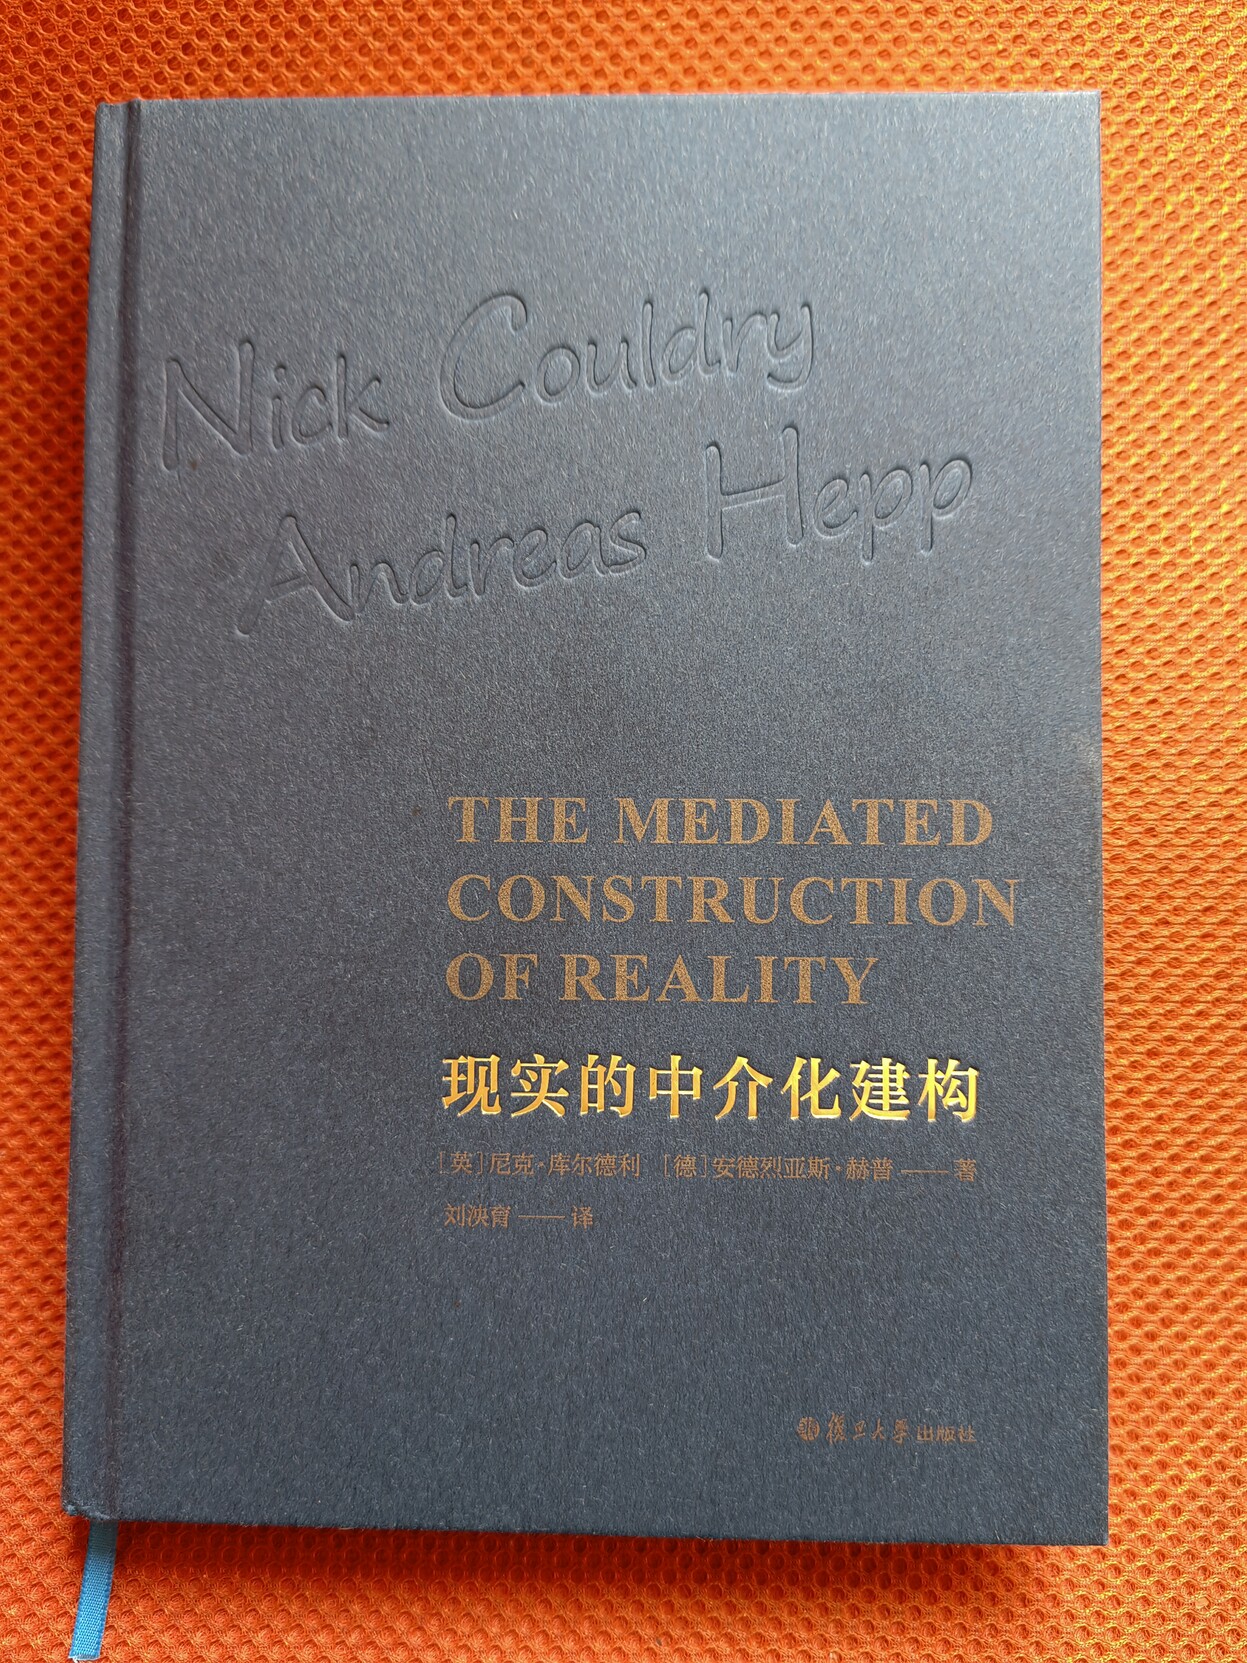 Nick Couldry
Andreas Hepp
THE MEDIATED
CONSTRUCTION
OF REALITY
现实的中介化建构
[英]尼克·库尔德利 [德]安德烈亚斯·赫普 —— 著
刘泱育 —— 译
復旦大學出版社